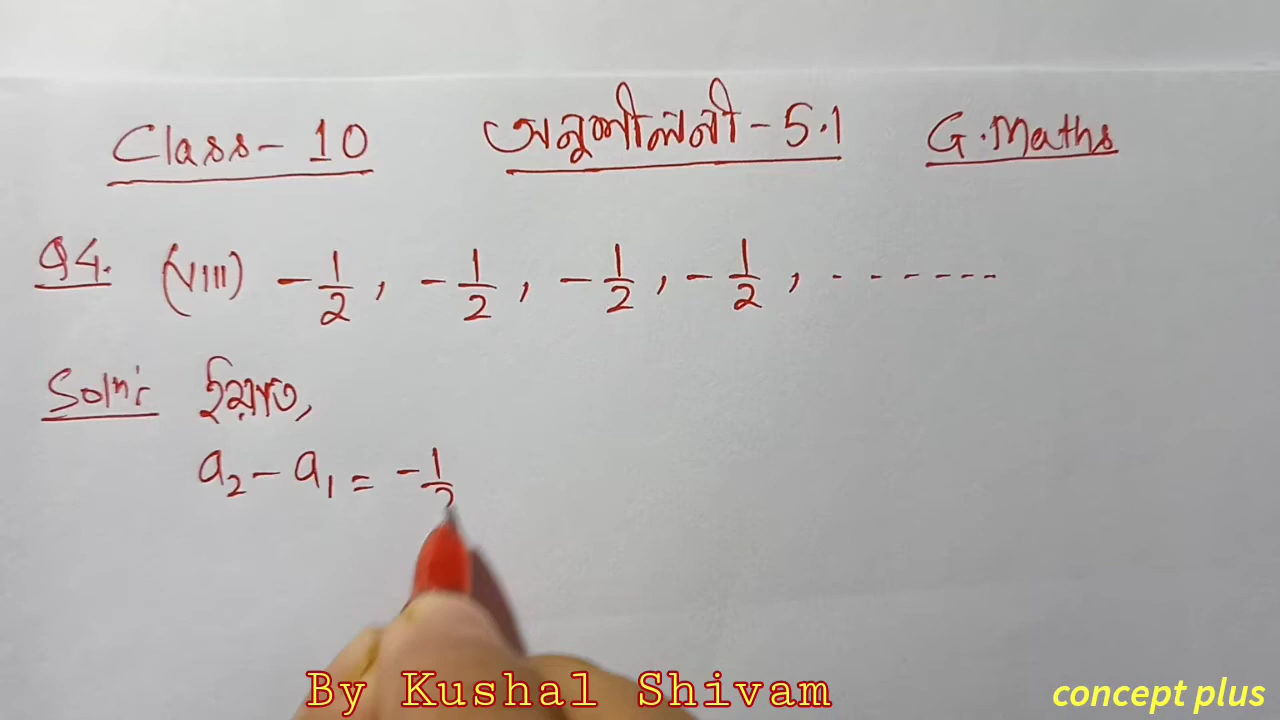 Class-10 অনুশীলনী-5.1 G.Maths
Q4. (VIII) -1/2, -1/2, -1/2, -1/2, .......
Soln: ইয়াত,
a₂ - a₁ = -1/2
By Kushal Shivam
concept plus